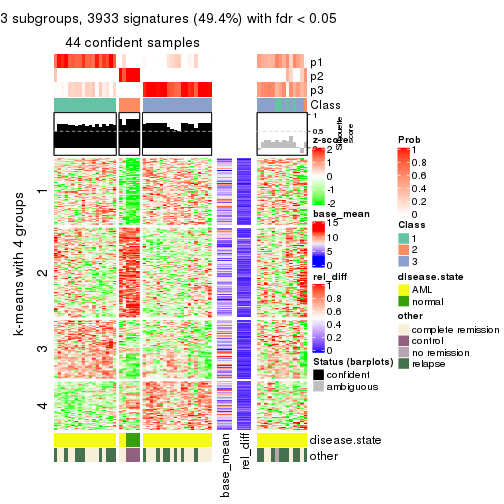 3 subgroups, 3933 signatures (49.4%) with fdr < 0.05
44 confident samples
p1
p2
p3
Class
1
0.5
0
Silhouette
score
k-means with 4 groups
1
2
3
4
z-score
2
1
0
-1
-2
base_mean
15
10
5
0
rel_diff
1
0.8
0.6
0.4
0.2
0
Status (barplots)
confident
ambiguous
Prob
1
0.8
0.6
0.4
0.2
0
Class
1
2
3
disease.state
AML
normal
other
complete remission
control
no remission
relapse
disease.state
other
base_mean
rel_diff